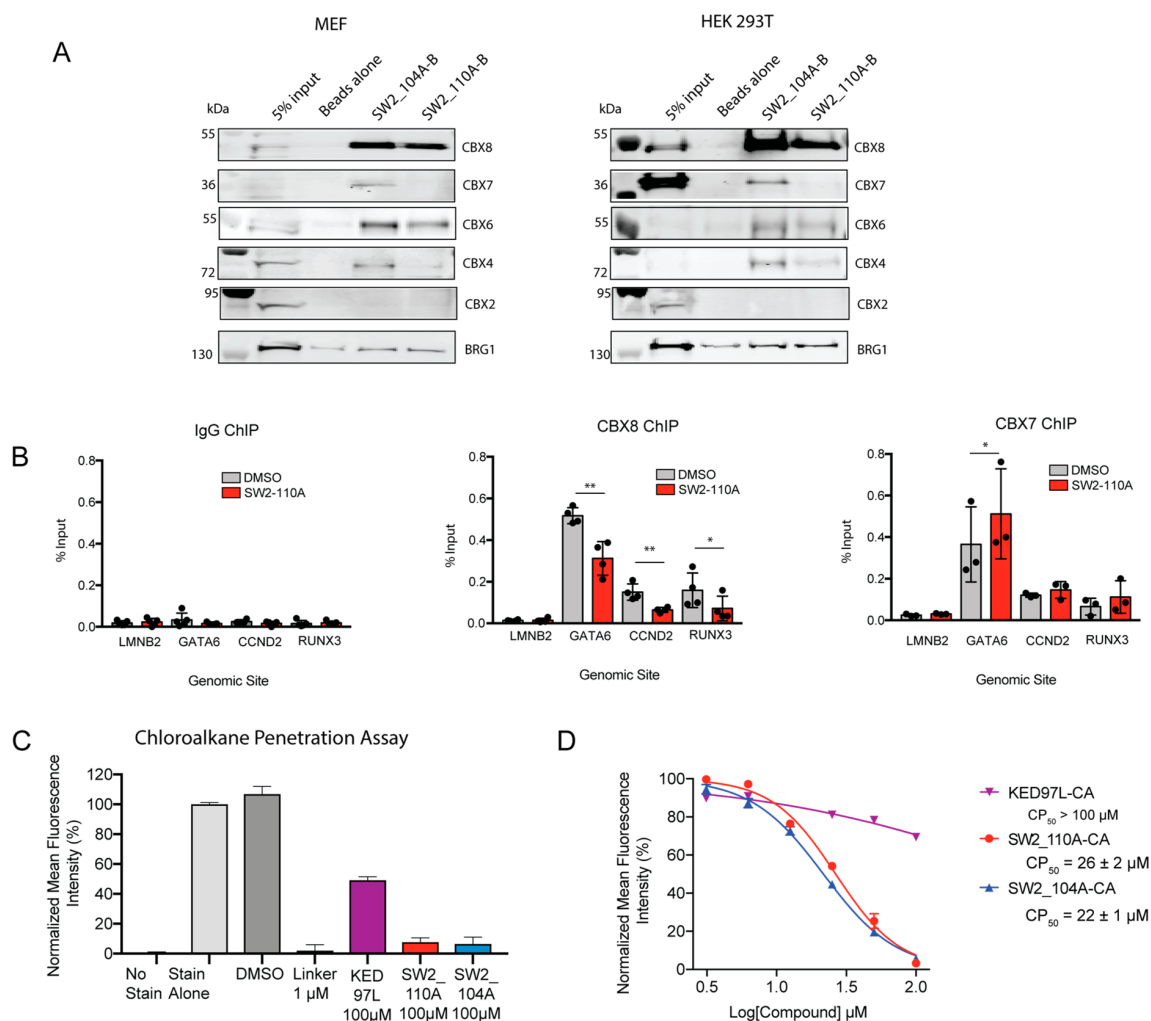 A
MEF
5% input
Beads alone
SW2_104A-B
SW2_110A-B
kDa
55
CBX8
36
CBX7
55
CBX6
72
CBX4
95
CBX2
130
BRG1
HEK 293T
5% input
Beads alone
SW2_104A-B
SW2_110A-B
kDa
55
CBX8
36
CBX7
55
CBX6
72
CBX4
95
CBX2
130
BRG1
B
IgG ChIP
DMSO
SW2-110A
% Input
0.8
0.6
0.4
0.2
0.0
LMNB2 GATA6 CCND2 RUNX3
Genomic Site
CBX8 ChIP
DMSO
SW2-110A
% Input
0.8
0.6
0.4
0.2
0.0
** ** *
LMNB2 GATA6 CCND2 RUNX3
Genomic Site
CBX7 ChIP
DMSO
SW2-110A
% Input
0.8
0.6
0.4
0.2
0.0
*
LMNB2 GATA6 CCND2 RUNX3
Genomic Site
C
Chloroalkane Penetration Assay
Normalized Mean Fluorescence
Intensity (%)
120
100
80
60
40
20
0
No
Stain
Stain
Alone
DMSO
Linker
1 µM
KED
97L
100µM
SW2_
110A
100µM
SW2_
104A
100µM
D
Normalized Mean Fluorescence
Intensity (%)
100
80
60
40
20
0
0.5 1.0 1.5 2.0
Log[Compound] µM
KED97L-CA
CP50 > 100 µM
SW2_110A-CA
CP50 = 26 ± 2 µM
SW2_104A-CA
CP50 = 22 ± 1 µM